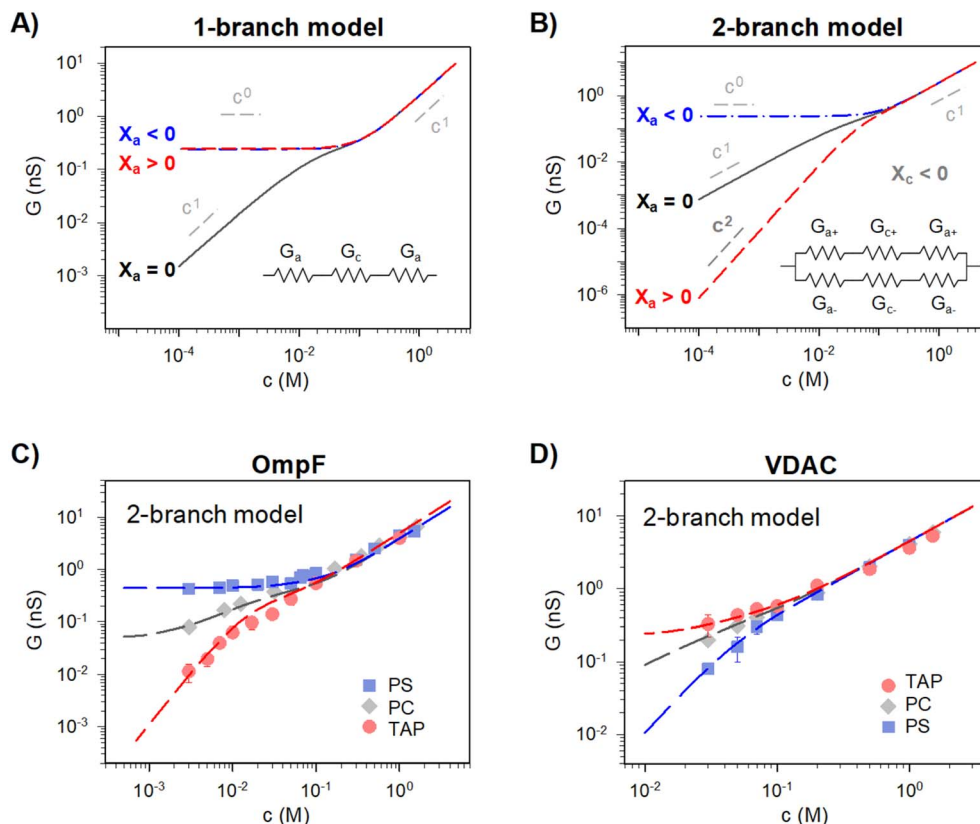 A)
1-branch model
G (nS)
10¹
10⁰
10⁻¹
10⁻²
10⁻³
c⁰
Xₐ < 0
Xₐ > 0
c¹
c¹
Xₐ = 0
Gₐ G꜀ Gₐ
10⁻⁴ 10⁻² 10⁰
c (M)
B)
2-branch model
G (nS)
10⁰
10⁻²
10⁻⁴
10⁻⁶
c⁰
Xₐ < 0
c¹
c¹
X꜀ < 0
Xₐ = 0
c²
Xₐ > 0
Gₐ₊ G꜀₊ Gₐ₊
Gₐ₋ G꜀₋ Gₐ₋
10⁻⁴ 10⁻² 10⁰
c (M)
C)
OmpF
2-branch model
G (nS)
10¹
10⁰
10⁻¹
10⁻²
10⁻³
PS
PC
TAP
10⁻³ 10⁻² 10⁻¹ 10⁰
c (M)
D)
VDAC
2-branch model
G (nS)
10¹
10⁰
10⁻¹
10⁻²
TAP
PC
PS
10⁻² 10⁻¹ 10⁰
c (M)